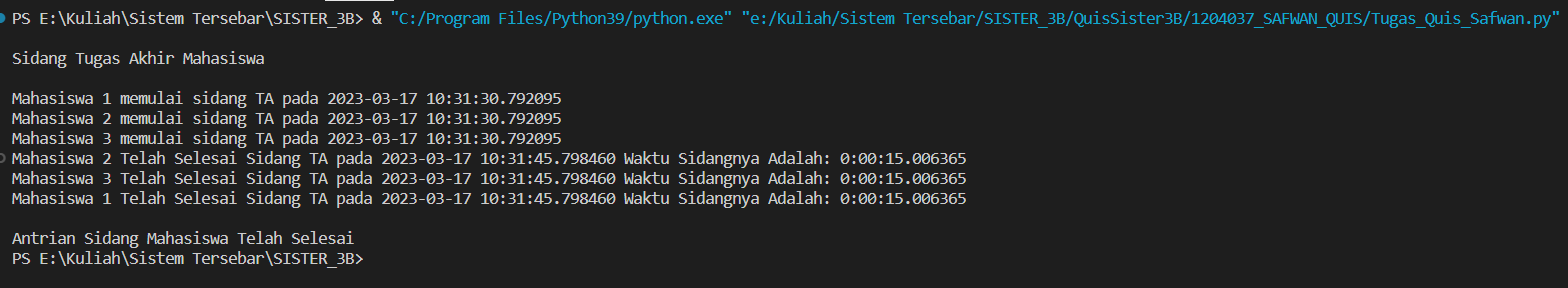 PS E:\Kuliah\Sistem Tersebar\SISTER_3B> & "C:/Program Files/Python39/python.exe" "e:/Kuliah/Sistem Tersebar/SISTER_3B/QuisSister3B/1204037_SAFWAN_QUIS/Tugas_Quis_Safwan.py"
Sidang Tugas Akhir Mahasiswa
Mahasiswa 1 memulai sidang TA pada 2023-03-17 10:31:30.792095
Mahasiswa 2 memulai sidang TA pada 2023-03-17 10:31:30.792095
Mahasiswa 3 memulai sidang TA pada 2023-03-17 10:31:30.792095
Mahasiswa 2 Telah Selesai Sidang TA pada 2023-03-17 10:31:45.798460 Waktu Sidangnya Adalah: 0:00:15.006365
Mahasiswa 3 Telah Selesai Sidang TA pada 2023-03-17 10:31:45.798460 Waktu Sidangnya Adalah: 0:00:15.006365
Mahasiswa 1 Telah Selesai Sidang TA pada 2023-03-17 10:31:45.798460 Waktu Sidangnya Adalah: 0:00:15.006365
Antrian Sidang Mahasiswa Telah Selesai
PS E:\Kuliah\Sistem Tersebar\SISTER_3B>